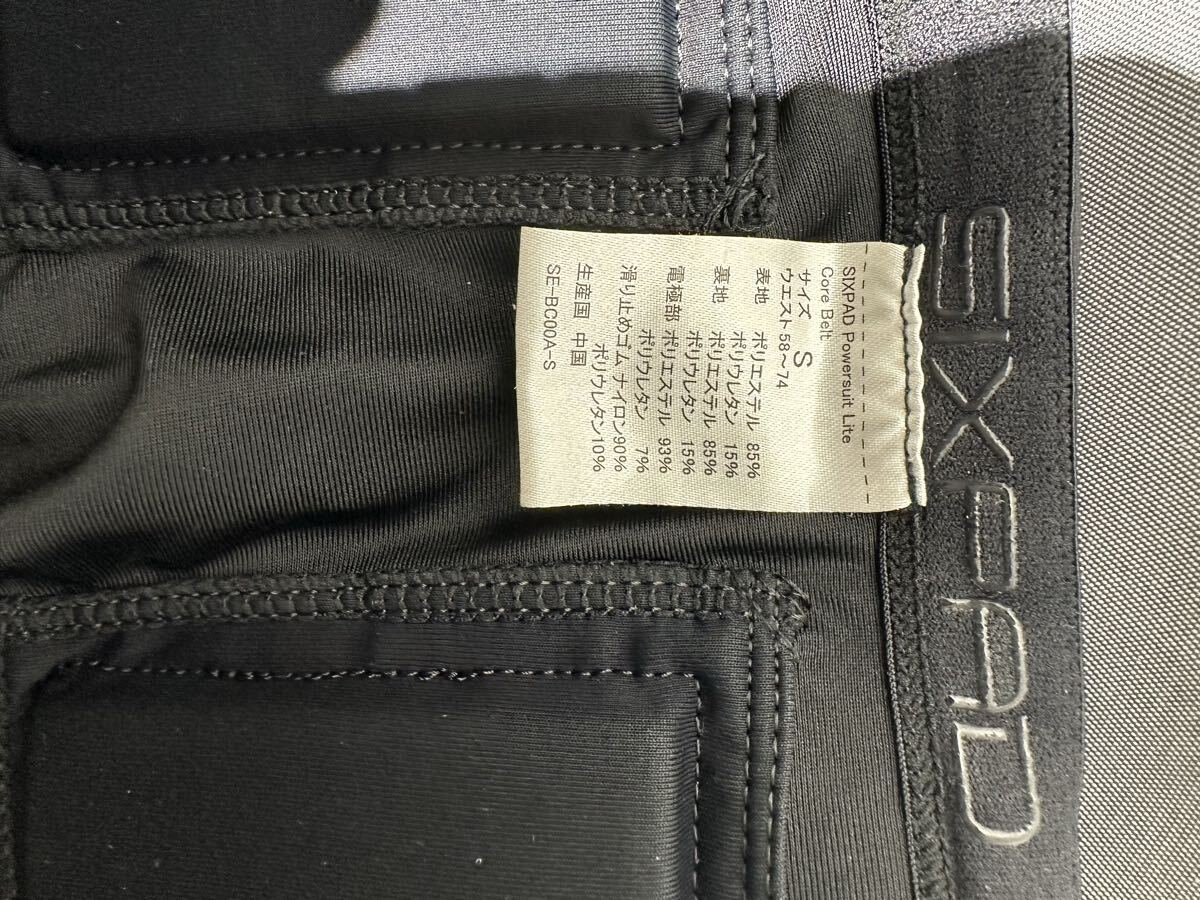 SIXPAD Powersuit Lite
Core Belt
サイズ S
ウエスト58～74
表地 ポリエステル 85%
ポリウレタン 15%
裏地 ポリエステル 85%
ポリウレタン 15%
電極部 ポリエステル 93%
ポリウレタン 7%
滑り止めゴム ナイロン90%
ポリウレタン10%
生産国 中国
SE-BC00A-S
SIXPAD